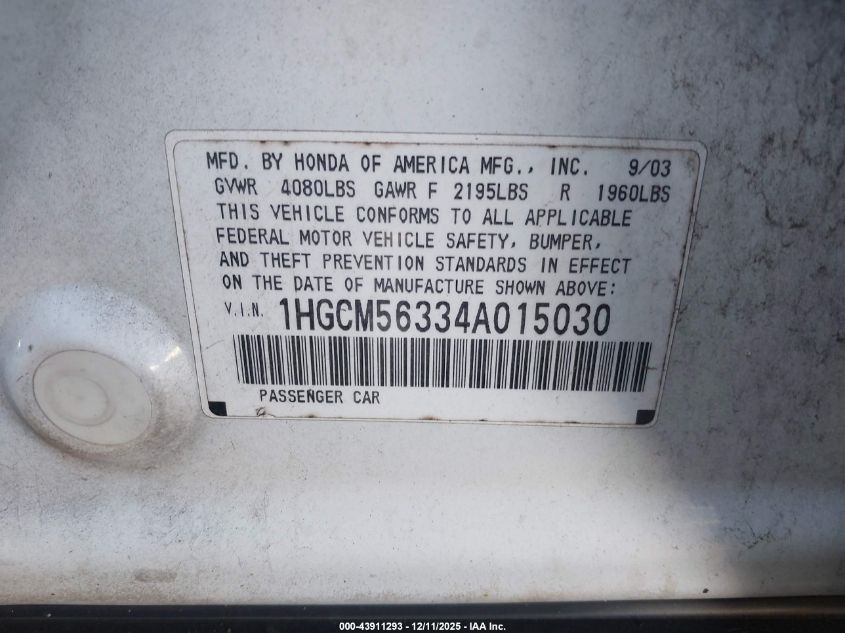 MFD. BY HONDA OF AMERICA MFG., INC. 9/03
GVWR 4080LBS GAWR F 2195LBS R 1960LBS
THIS VEHICLE CONFORMS TO ALL APPLICABLE
FEDERAL MOTOR VEHICLE SAFETY, BUMPER,
AND THEFT PREVENTION STANDARDS IN EFFECT
ON THE DATE OF MANUFACTURE SHOWN ABOVE:
V.I.N. 1HGCM56334A015030
PASSENGER CAR
000-43911293 - 12/11/2025 - IAA Inc.